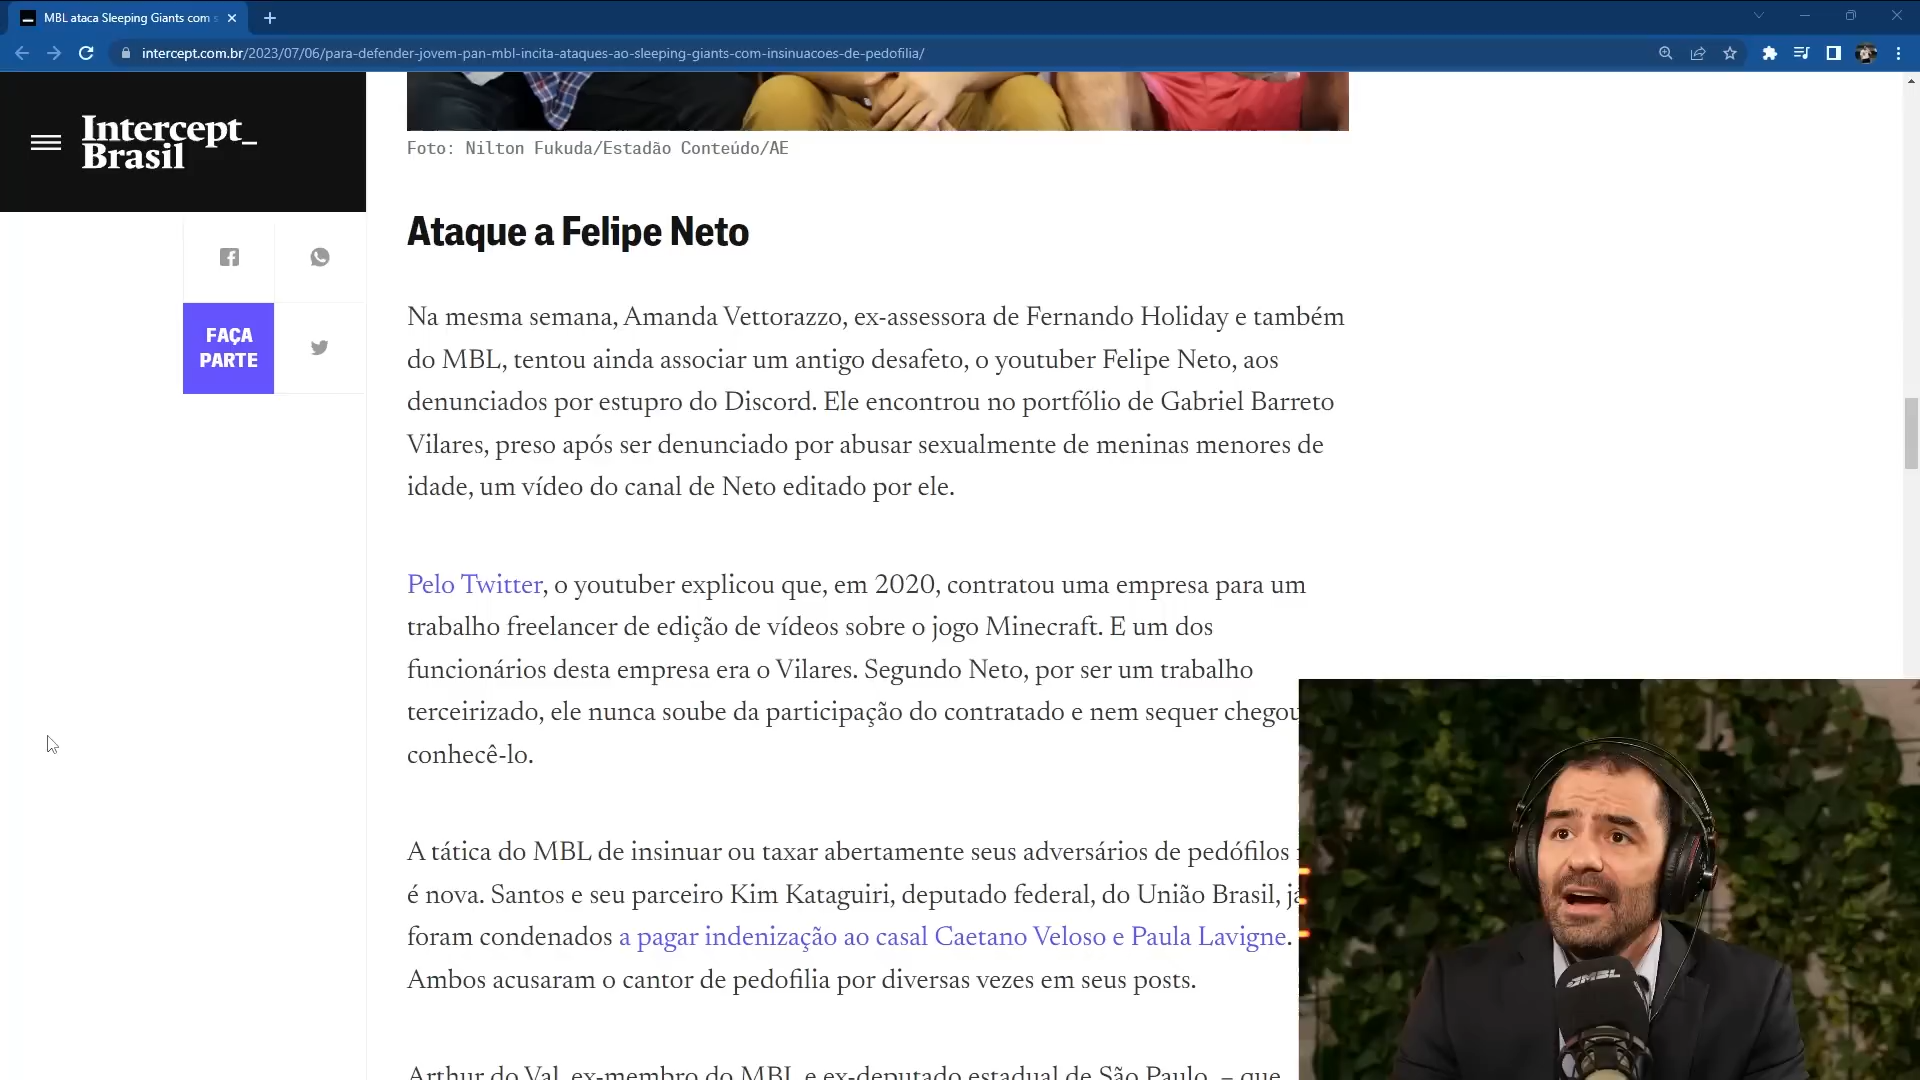 MBL ataca Sleeping Giants com s
intercept.com.br/2023/07/06/para-defender-jovem-pan-mbl-incita-ataques-ao-sleeping-giants-com-insinuacoes-de-pedofilia/
Intercept_
Brasil
FAÇA
PARTE
Foto: Nilton Fukuda/Estadão Conteúdo/AE
Ataque a Felipe Neto
Na mesma semana, Amanda Vettorazzo, ex-assessora de Fernando Holiday e também
do MBL, tentou ainda associar um antigo desafeto, o youtuber Felipe Neto, aos
denunciados por estupro do Discord. Ele encontrou no portfólio de Gabriel Barreto
Vilares, preso após ser denunciado por abusar sexualmente de meninas menores de
idade, um vídeo do canal de Neto editado por ele.
Pelo Twitter, o youtuber explicou que, em 2020, contratou uma empresa para um
trabalho freelancer de edição de vídeos sobre o jogo Minecraft. E um dos
funcionários desta empresa era o Vilares. Segundo Neto, por ser um trabalho
terceirizado, ele nunca soube da participação do contratado e nem sequer chegou
conhecê-lo.
A tática do MBL de insinuar ou taxar abertamente seus adversários de pedófilos
é nova. Santos e seu parceiro Kim Kataguiri, deputado federal, do União Brasil, já
foram condenados a pagar indenização ao casal Caetano Veloso e Paula Lavigne.
Ambos acusaram o cantor de pedofilia por diversas vezes em seus posts.
Arthur do Val, ex-membro do MBL e ex-deputado estadual de São Paulo, – que
MBL